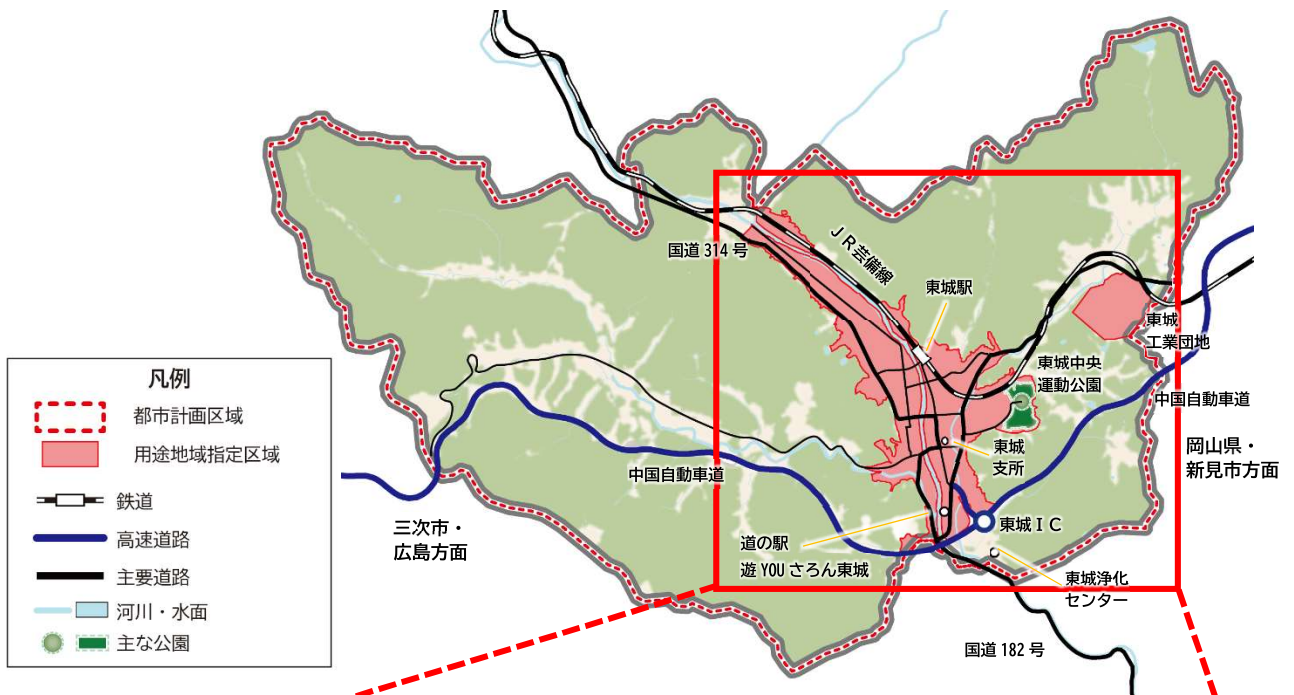 国道314号
JR芸備線
東城駅
東城
工業団地
東城中央
運動公園
中国自動車道
岡山県・
新見市方面
東城
支所
中国自動車道
三次市・
広島方面
東城IC
道の駅
遊YOUさろん東城
東城浄化
センター
国道182号
凡例
都市計画区域
用途地域指定区域
鉄道
高速道路
主要道路
河川・水面
主な公園